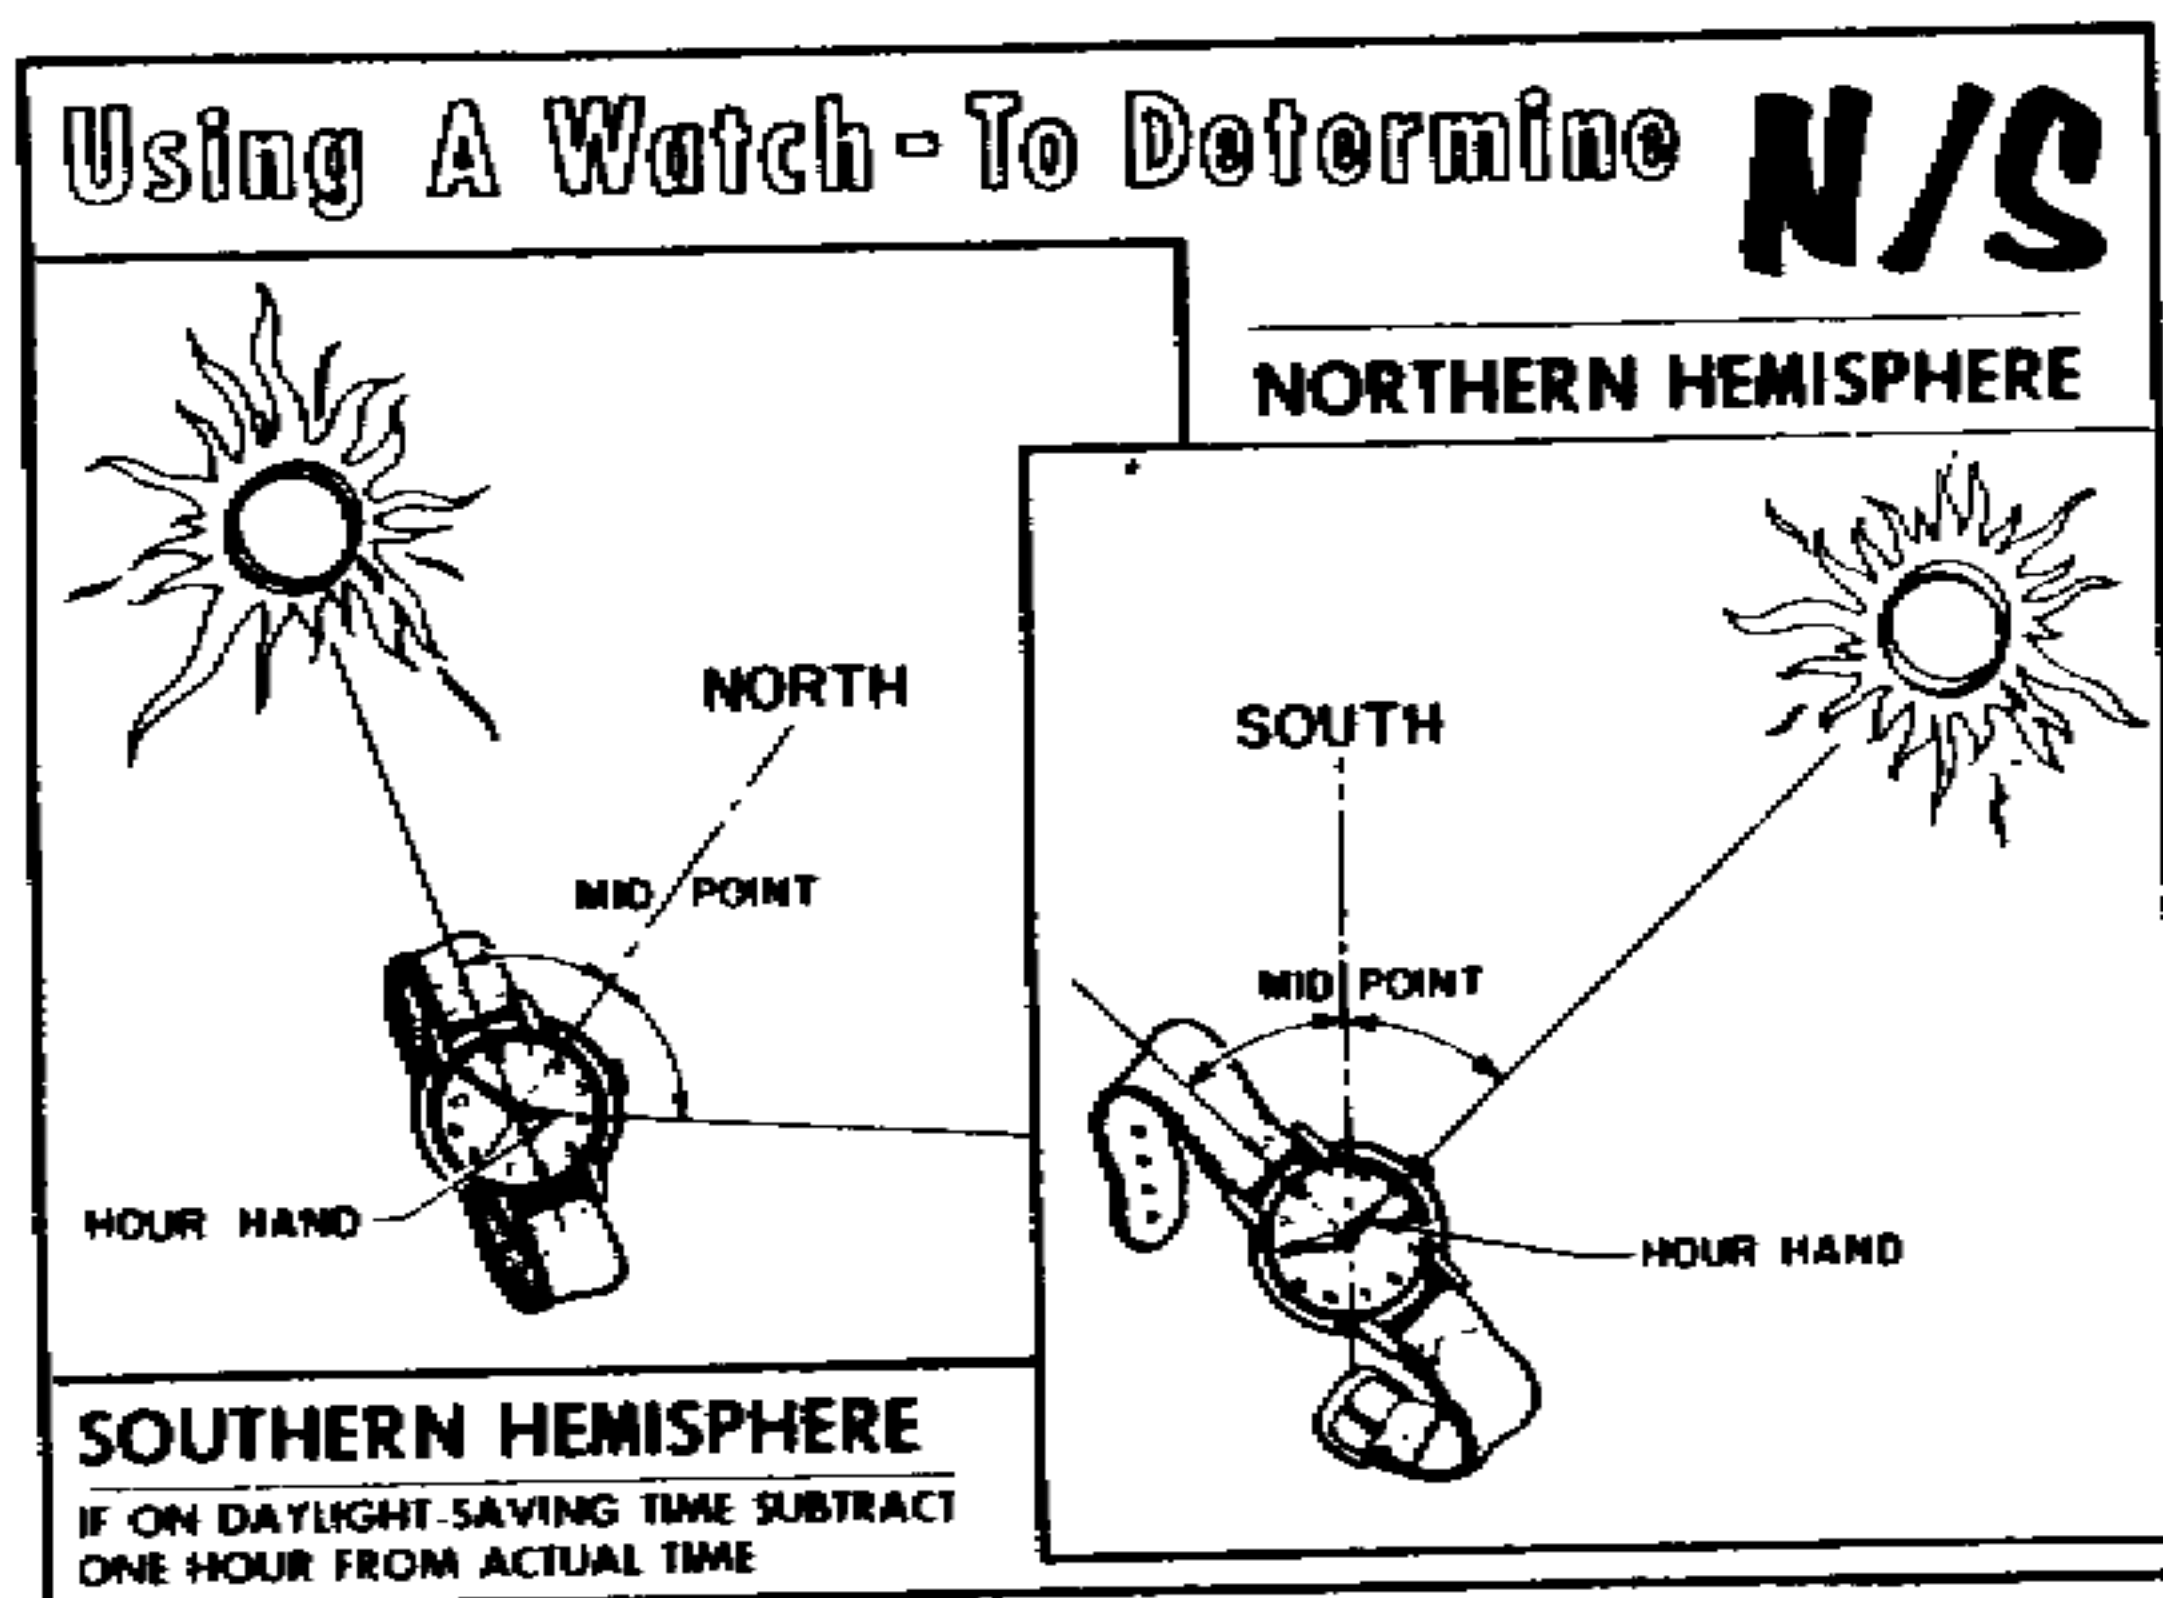 Using A Watch - To Determine N/S
NORTHERN HEMISPHERE
NORTH
MID POINT
HOUR HAND
SOUTH
MID POINT
HOUR HAND
SOUTHERN HEMISPHERE
IF ON DAYLIGHT-SAVING TIME SUBTRACT
ONE HOUR FROM ACTUAL TIME